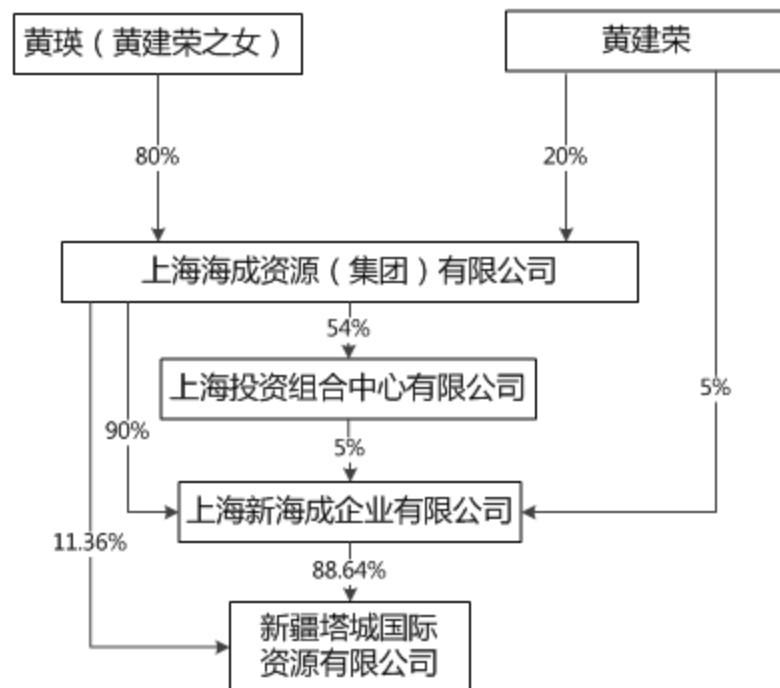 黄瑛（黄建荣之女）
黄建荣
80%
20%
上海海成资源（集团）有限公司
54%
上海投资组合中心有限公司
5%
90%
5%
上海新海成企业有限公司
11.36%
88.64%
新疆塔城国际
资源有限公司